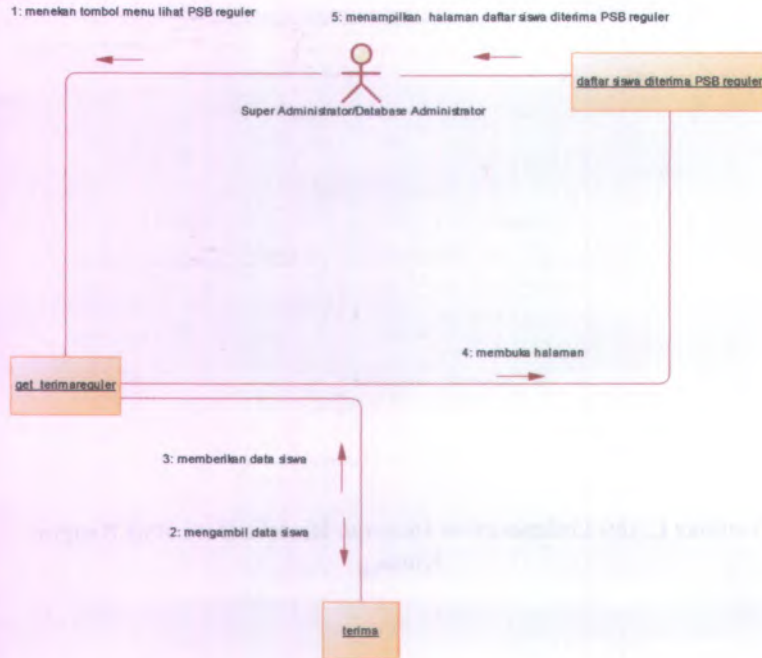 1: menekan tombol menu lihat PSB reguler
5: menampilkan halaman daftar siswa diterima PSB reguler
daftar siswa diterima PSB reguler
Super Administrator/Database Administrator
4: membuka halaman
get_terimareguler
3: memberikan data siswa
2: mengambil data siswa
terima